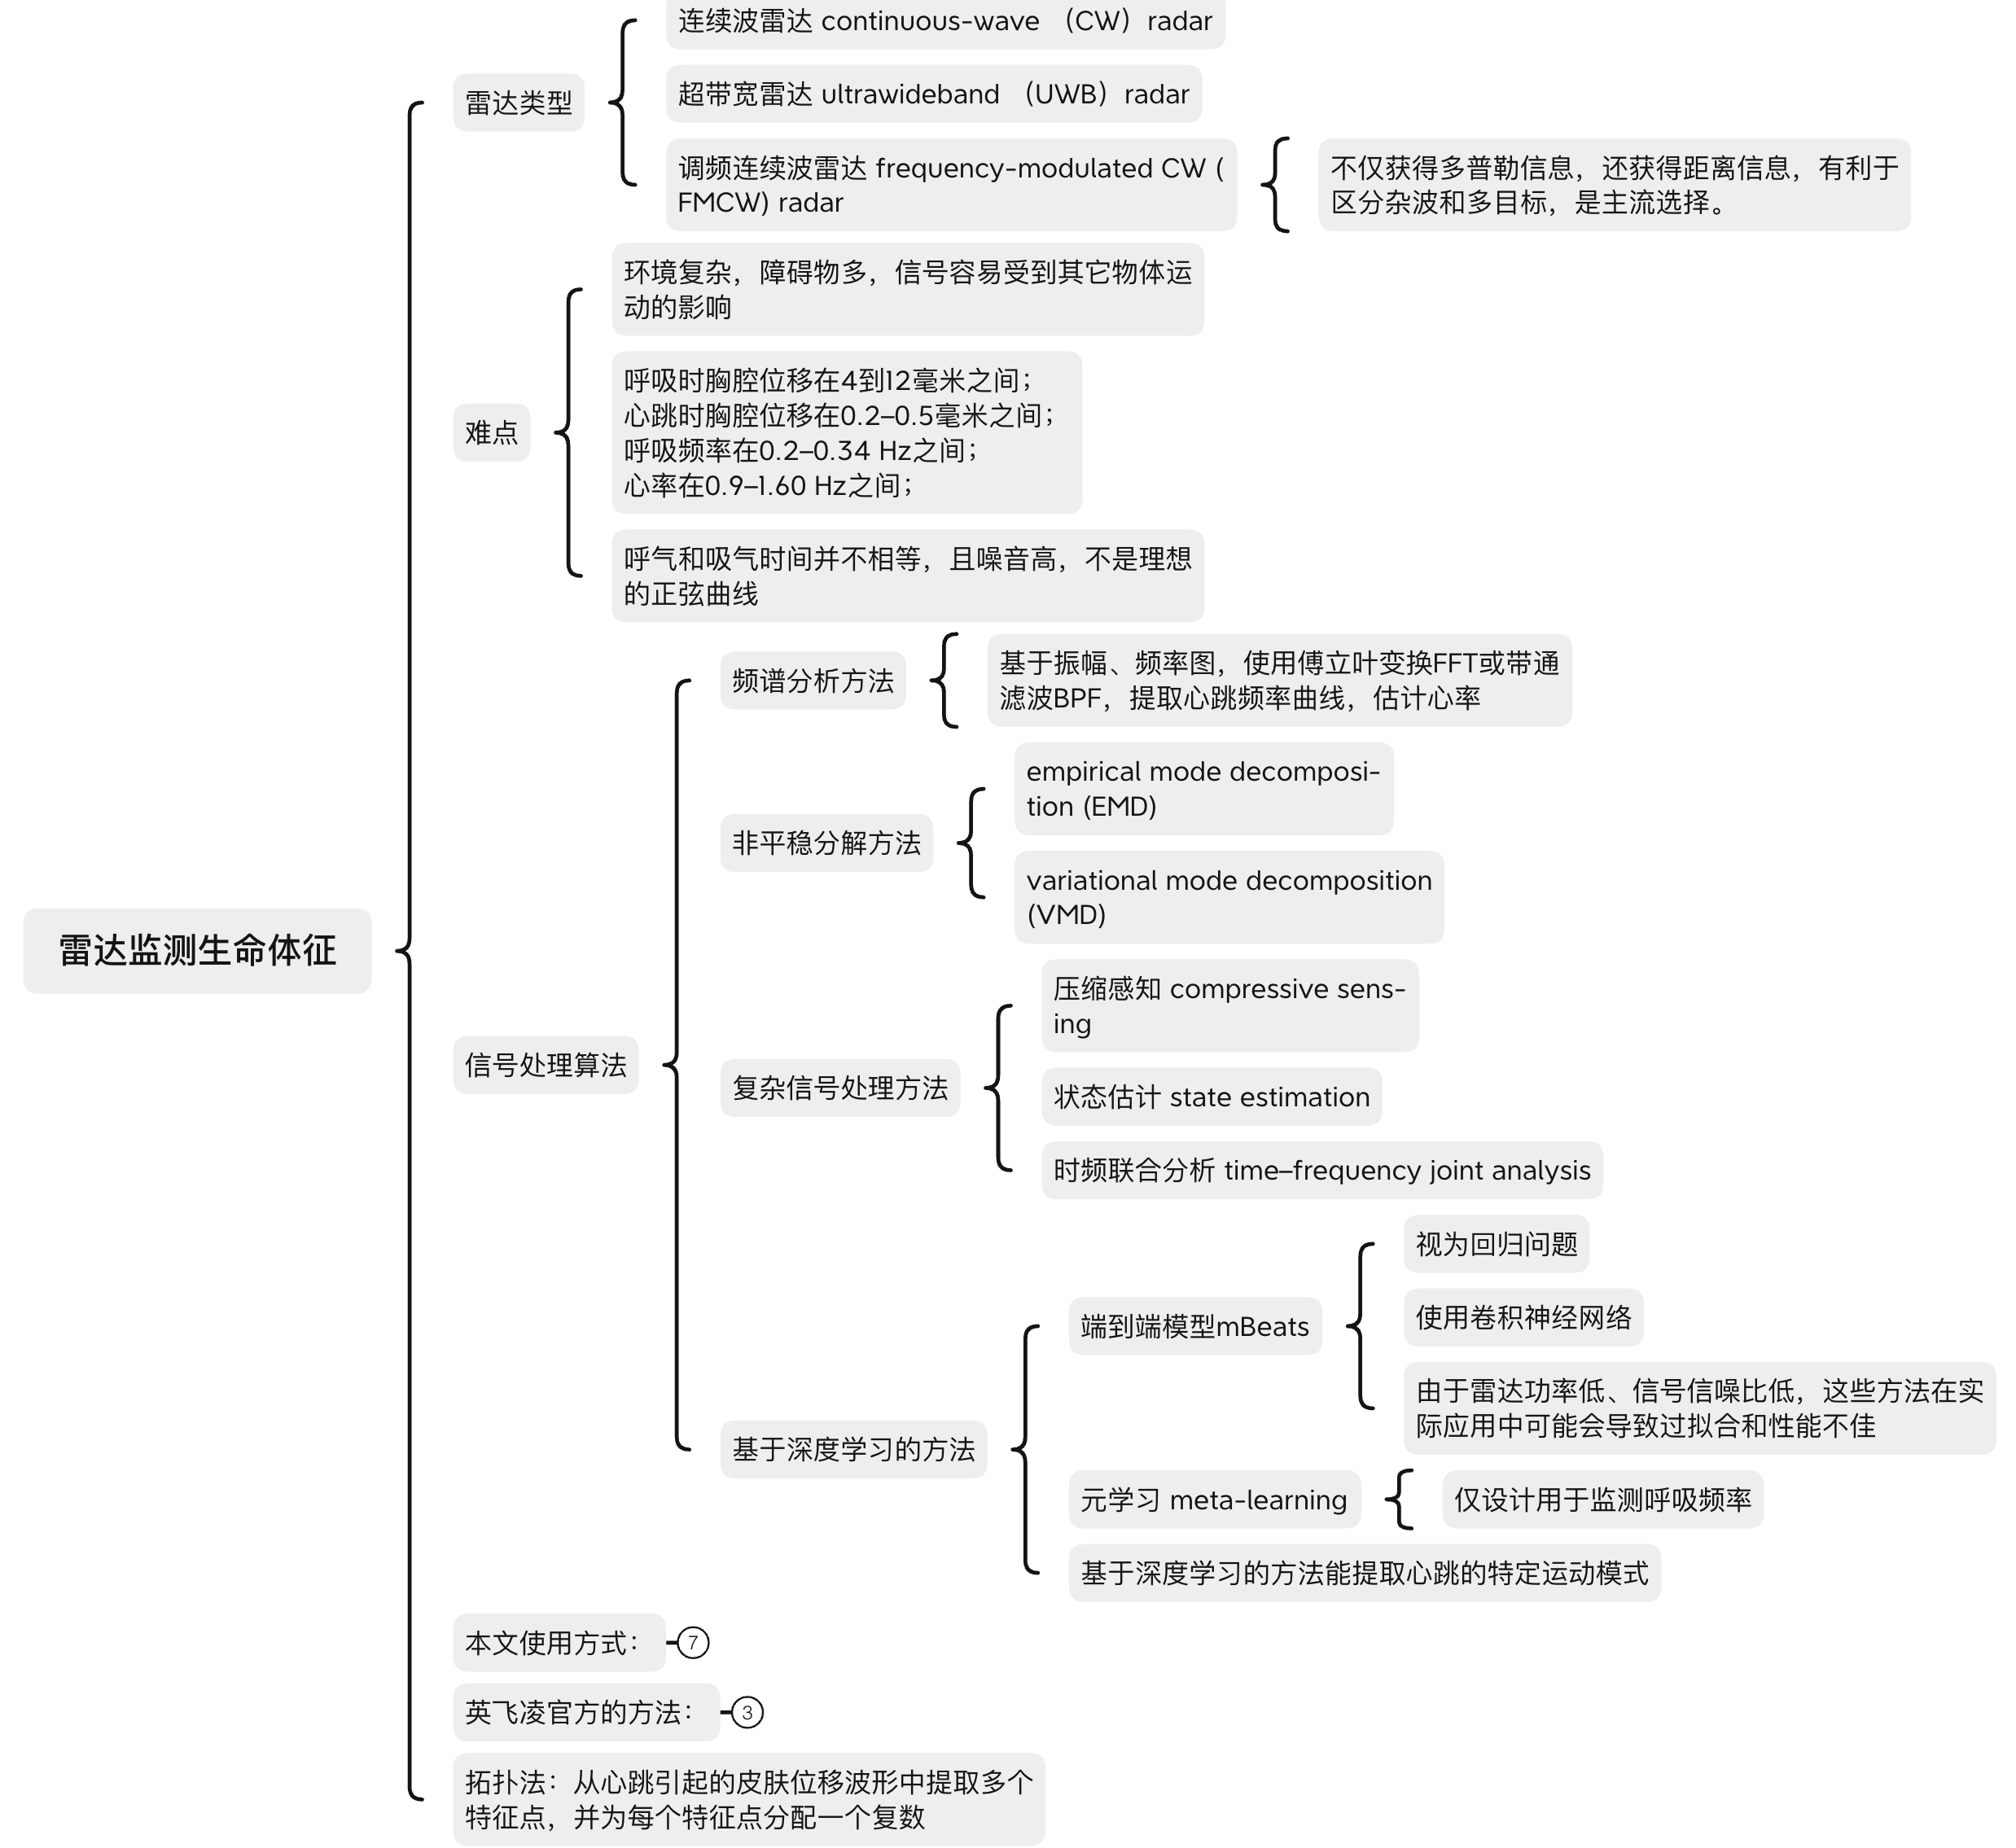 连续波雷达 continuous-wave （CW）radar
雷达类型
超带宽雷达 ultrawideband （UWB）radar
调频连续波雷达 frequency-modulated CW (
FMCW) radar
不仅获得多普勒信息，还获得距离信息，有利于
区分杂波和多目标，是主流选择。
环境复杂，障碍物多，信号容易受到其它物体运
动的影响
难点
呼吸时胸腔位移在4到12毫米之间；
心跳时胸腔位移在0.2–0.5毫米之间；
呼吸频率在0.2–0.34 Hz之间；
心率在0.9–1.60 Hz之间；
呼气和吸气时间并不相等，且噪音高，不是理想
的正弦曲线
频谱分析方法
基于振幅、频率图，使用傅立叶变换FFT或带通
滤波BPF，提取心跳频率曲线，估计心率
非平稳分解方法
empirical mode decomposi-
tion (EMD)
variational mode decomposition
(VMD)
雷达监测生命体征
信号处理算法
复杂信号处理方法
压缩感知 compressive sens-
ing
状态估计 state estimation
时频联合分析 time–frequency joint analysis
基于深度学习的方法
端到端模型mBeats
视为回归问题
使用卷积神经网络
由于雷达功率低、信号信噪比低，这些方法在实
际应用中可能会导致过拟合和性能不佳
元学习 meta-learning
仅设计用于监测呼吸频率
基于深度学习的方法能提取心跳的特定运动模式
本文使用方式：
7
英飞凌官方的方法：
3
拓扑法：从心跳引起的皮肤位移波形中提取多个
特征点，并为每个特征点分配一个复数